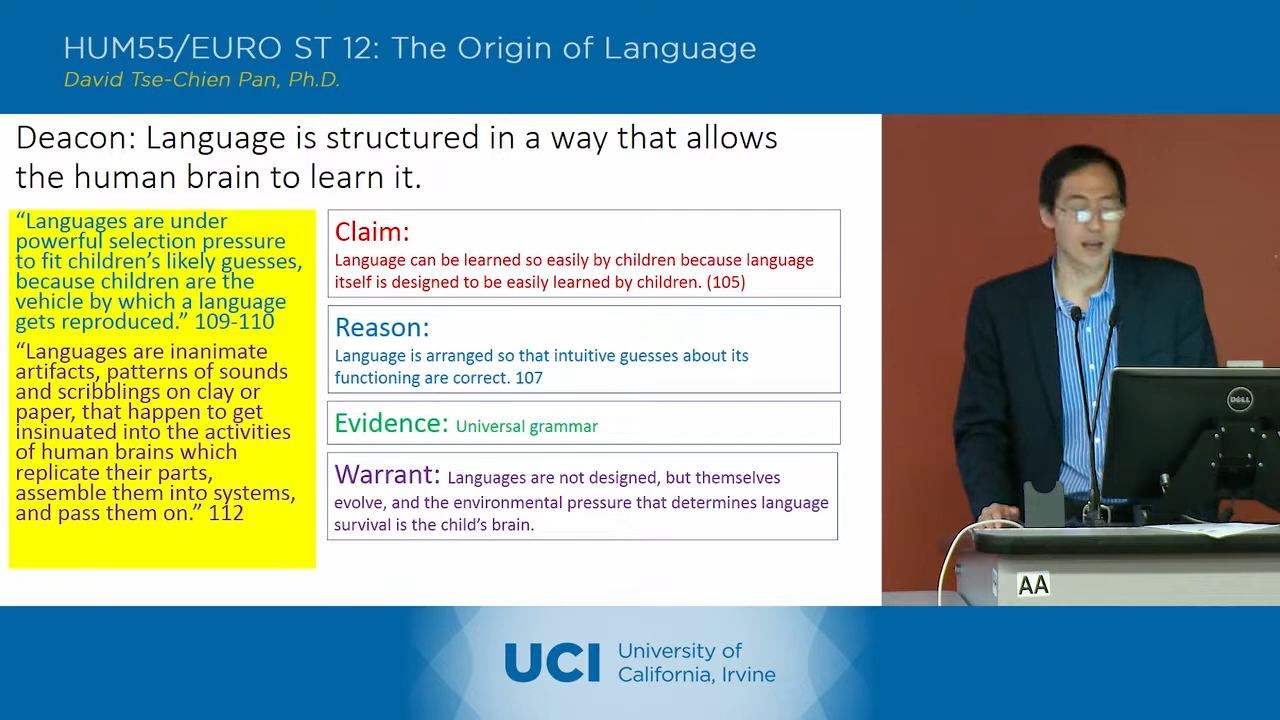 HUM55/EURO ST 12: The Origin of Language
David Tse-Chien Pan, Ph.D.
Deacon: Language is structured in a way that allows
the human brain to learn it.
“Languages are under
powerful selection pressure
to fit children’s likely guesses,
because children are the
vehicle by which a language
gets reproduced.” 109-110
“Languages are inanimate
artifacts, patterns of sounds
and scribblings on clay or
paper, that happen to get
insinuated into the activities
of human brains which
replicate their parts,
assemble them into systems,
and pass them on.” 112
Claim:
Language can be learned so easily by children because language
itself is designed to be easily learned by children. (105)
Reason:
Language is arranged so that intuitive guesses about its
functioning are correct. 107
Evidence: Universal grammar
Warrant: Languages are not designed, but themselves
evolve, and the environmental pressure that determines language
survival is the child’s brain.
DELL
AA
UCI
University of
California, Irvine